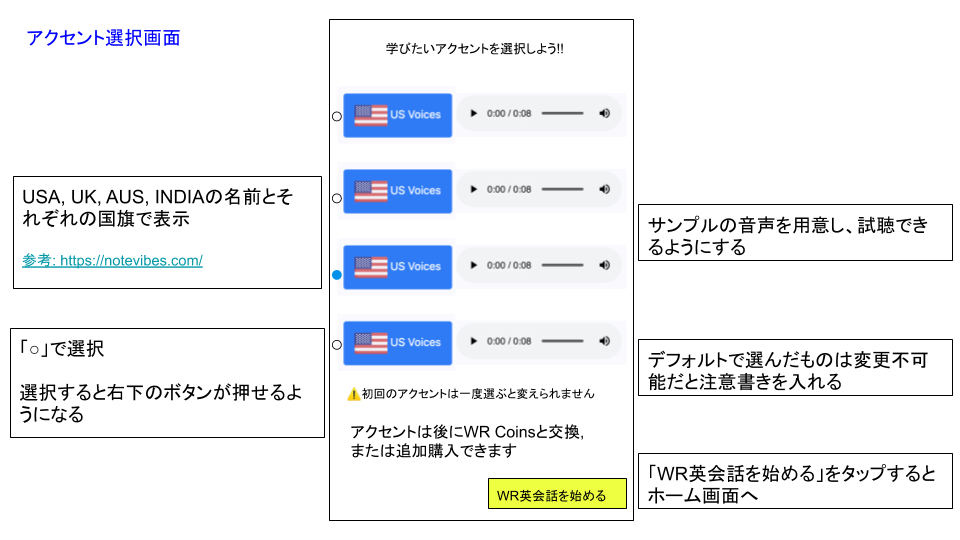 アクセント選択画面
学びたいアクセントを選択しよう!!
US Voices 0:00 / 0:08
US Voices 0:00 / 0:08
US Voices 0:00 / 0:08
US Voices 0:00 / 0:08
⚠️初回のアクセントは一度選ぶと変えられません
アクセントは後にWR Coinsと交換,
または追加購入できます
WR英会話を始める
USA, UK, AUS, INDIAの名前とそ
れぞれの国旗で表示
参考: https://notevibes.com/
「○」で選択
選択すると右下のボタンが押せるよ
うになる
サンプルの音声を用意し、試聴でき
るようにする
デフォルトで選んだものは変更不可
能だと注意書きを入れる
「WR英会話を始める」をタップすると
ホーム画面へ